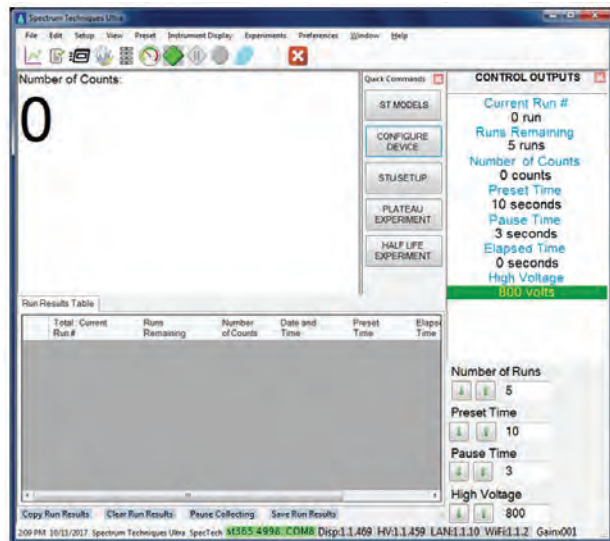 Spectrum Techniques Ultra
File Edit Setup View Preset Instrument Display Experiments Preferences Window Help
Number of Counts:
0
Quick Commands
ST MODELS
CONFIGURE
DEVICE
STU SETUP
PLATEAU
EXPERIMENT
HALF LIFE
EXPERIMENT
CONTROL OUTPUTS
Current Run #
0 run
Runs Remaining
5 runs
Number of Counts
0 counts
Preset Time
10 seconds
Pause Time
3 seconds
Elapsed Time
0 seconds
High Voltage
800 volts
Run Results Table
Total : Current Runs Number Date and Preset Elaps
Run # Remaining of Counts Time Time Time
Number of Runs
5
Preset Time
10
Pause Time
3
High Voltage
800
Copy Run Results Clear Run Results Pause Collecting Save Run Results
2:09 PM 10/11/2017 Spectrum Techniques Ultra SpecTech st365 4996, COM8 Disp:1.1.469 HV:1.1.459 LAN:1.1.10 WiFi:1.1.2 Gainx001